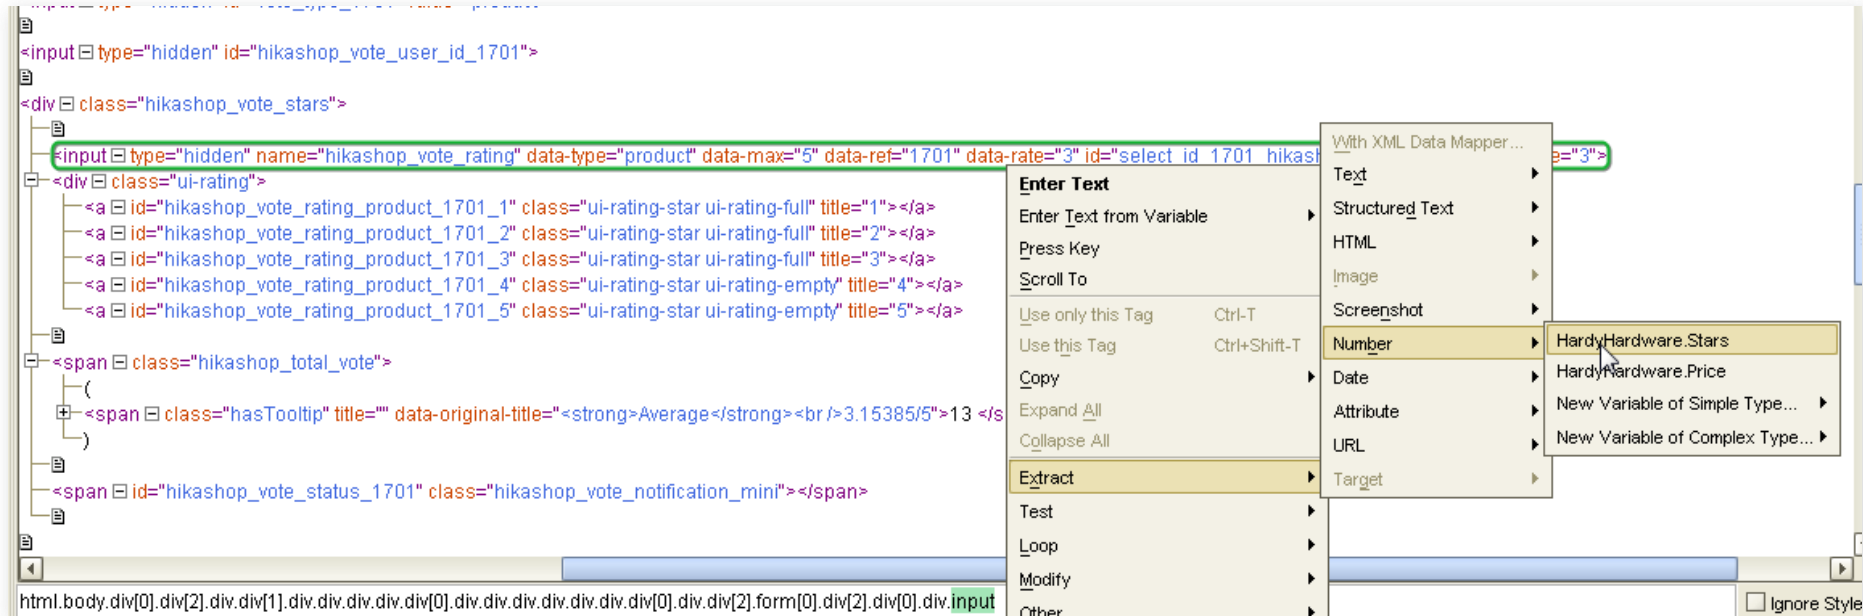 <input type="hidden" id="hikashop_vote_user_id_1701">
<div class="hikashop_vote_stars">
<input type="hidden" name="hikashop_vote_rating" data-type="product" data-max="5" data-ref="1701" data-rate="3" id="select_id_1701_hikash e="3">
<div class="ui-rating">
<a id="hikashop_vote_rating_product_1701_1" class="ui-rating-star ui-rating-full" title="1"></a>
<a id="hikashop_vote_rating_product_1701_2" class="ui-rating-star ui-rating-full" title="2"></a>
<a id="hikashop_vote_rating_product_1701_3" class="ui-rating-star ui-rating-full" title="3"></a>
<a id="hikashop_vote_rating_product_1701_4" class="ui-rating-star ui-rating-empty" title="4"></a>
<a id="hikashop_vote_rating_product_1701_5" class="ui-rating-star ui-rating-empty" title="5"></a>
<span class="hikashop_total_vote">
(
<span class="hasTooltip" title="" data-original-title="<strong>Average</strong><br />3.15385/5">13 </s
)
<span id="hikashop_vote_status_1701" class="hikashop_vote_notification_mini"></span>
html.body.div[0].div[2].div.div[1].div.div.div.div.div[0].div.div.div.div.div.div.div[0].div.div[2].form[0].div[2].div[0].div.input
Ignore Style
Enter Text
Enter Text from Variable
Press Key
Scroll To
Use only this Tag Ctrl-T
Use this Tag Ctrl+Shift-T
Copy
Expand All
Collapse All
Extract
Test
Loop
Modify
Other
With XML Data Mapper...
Text
Structured Text
HTML
Image
Screenshot
Number
Date
Attribute
URL
Target
HardyHardware.Stars
HardyHardware.Price
New Variable of Simple Type...
New Variable of Complex Type...